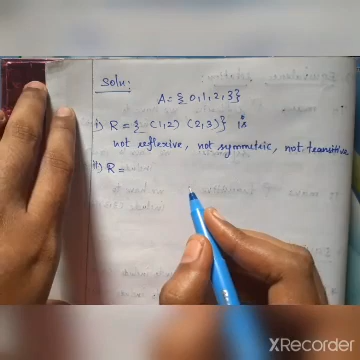 Soln:
A = { 0, 1, 2, 3}
i) R = { (1,2) (2,3) } is
not reflexive, not symmetric, not transitive
ii) R =
XRecorder